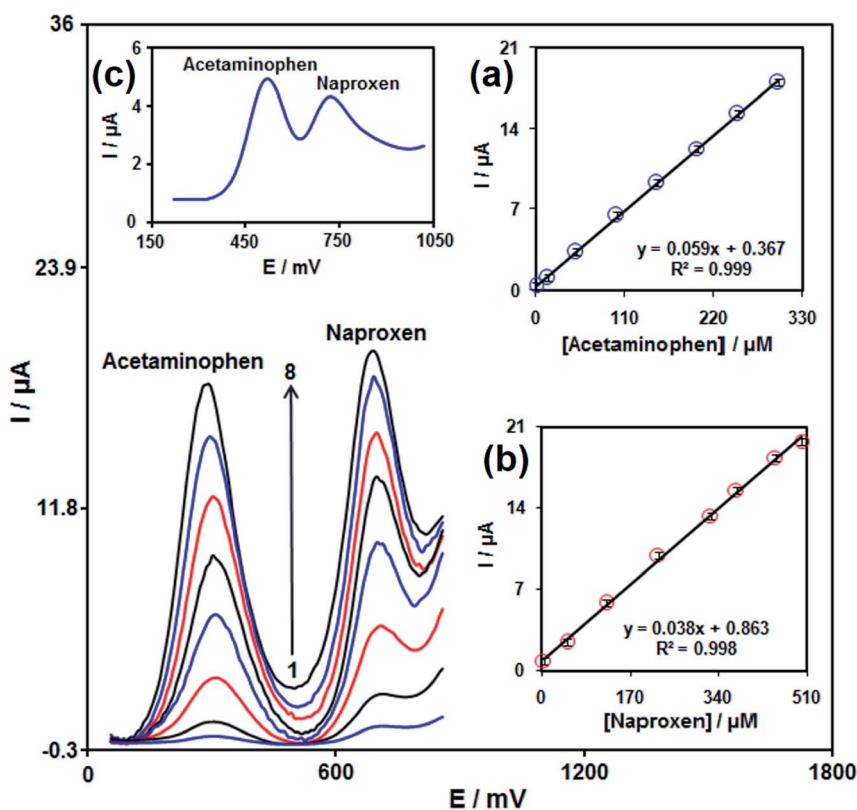 36
23.9
11.8
-0.3
I / µA
0
600
1200
1800
E / mV
Acetaminophen
Naproxen
8
1
(c)
6
4
2
0
I / µA
150
450
750
1050
E / mV
Acetaminophen
Naproxen
(a)
21
14
7
0
I / µA
0
110
220
330
[Acetaminophen] / µM
y = 0.059x + 0.367
R² = 0.999
(b)
21
14
7
0
I / µA
0
170
340
510
[Naproxen] / µM
y = 0.038x + 0.863
R² = 0.998